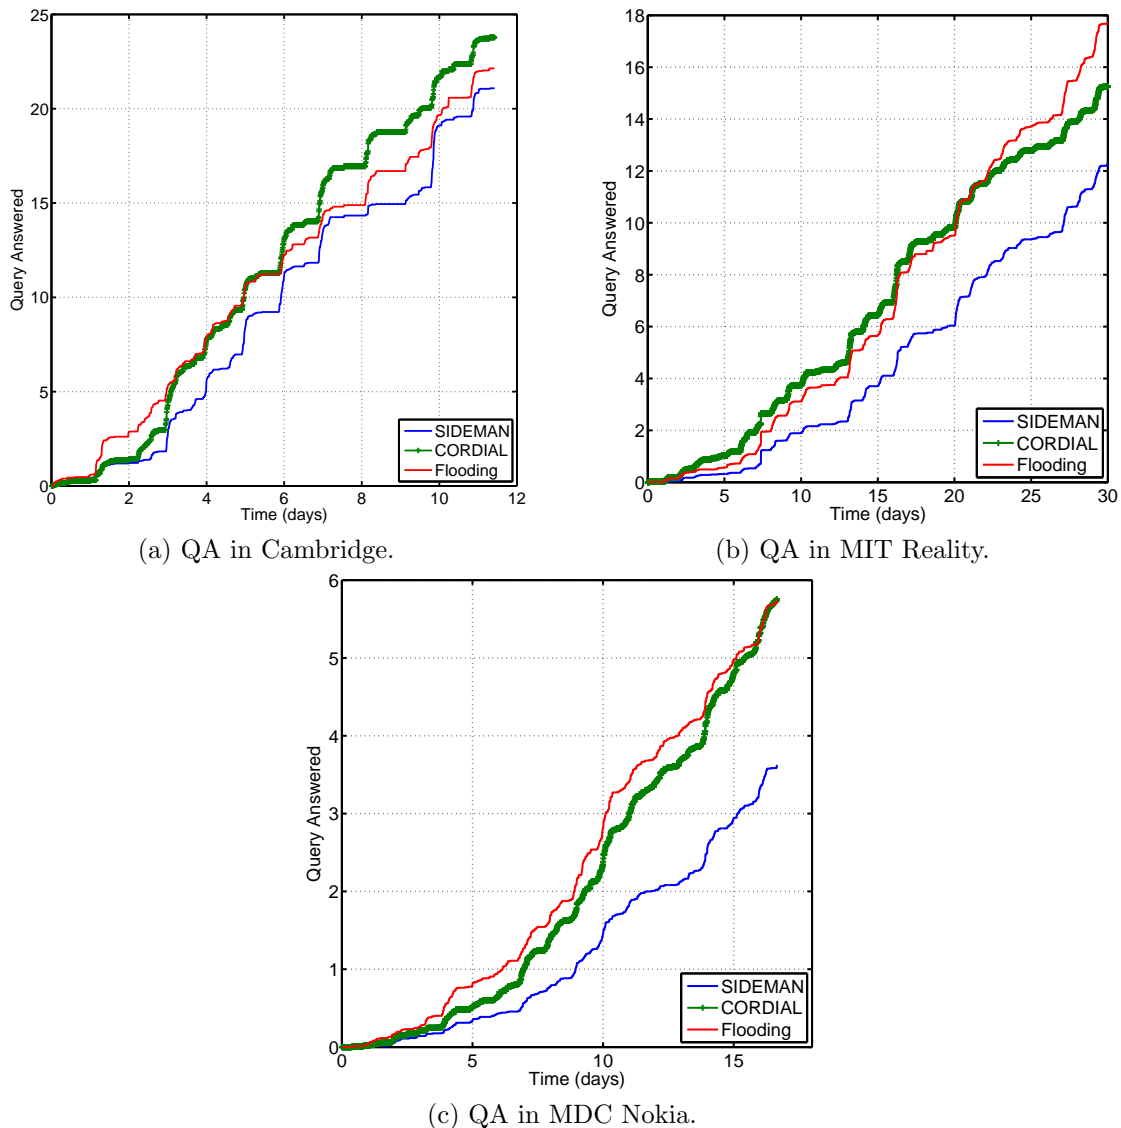 25
20
15
10
5
0
Query Answered
0 2 4 6 8 10 12
Time (days)
SIDEMAN
CORDIAL
Flooding
(a) QA in Cambridge.
18
16
14
12
10
8
6
4
2
0
Query Answered
0 5 10 15 20 25 30
Time (days)
SIDEMAN
CORDIAL
Flooding
(b) QA in MIT Reality.
6
5
4
3
2
1
0
Query Answered
0 5 10 15
Time (days)
SIDEMAN
CORDIAL
Flooding
(c) QA in MDC Nokia.